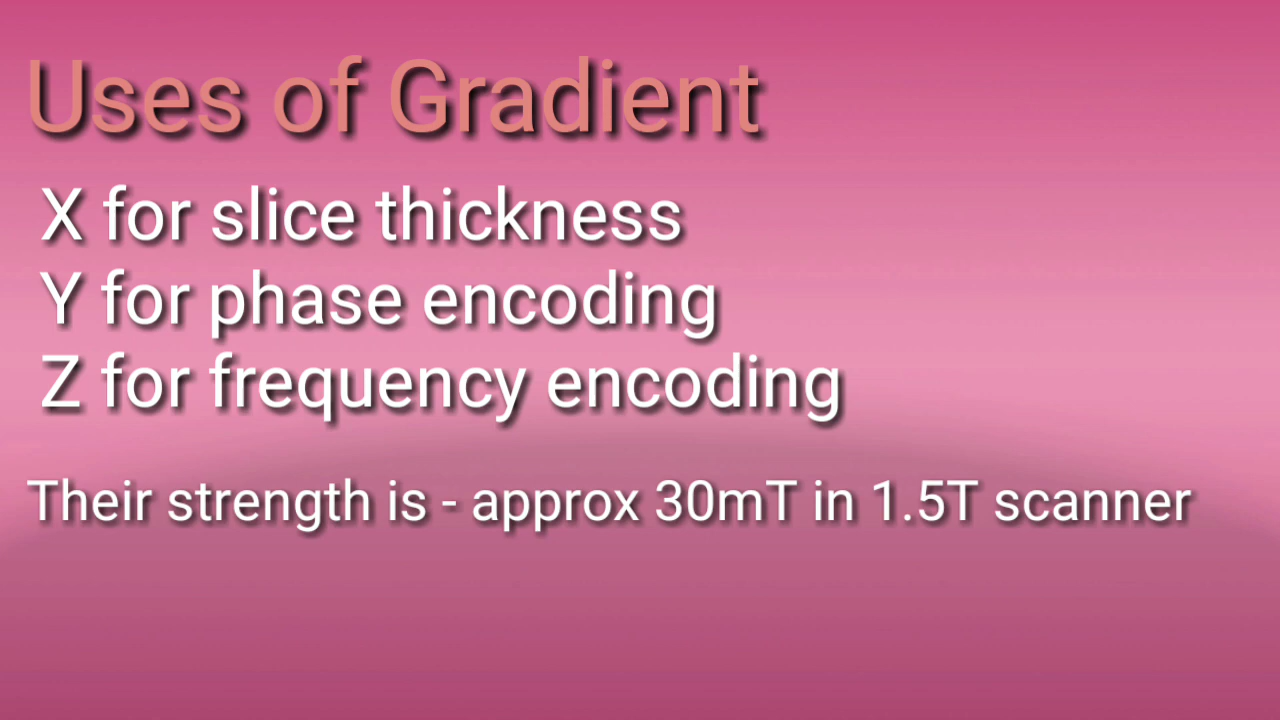 Uses of Gradient
X for slice thickness
Y for phase encoding
Z for frequency encoding
Their strength is - approx 30mT in 1.5T scanner